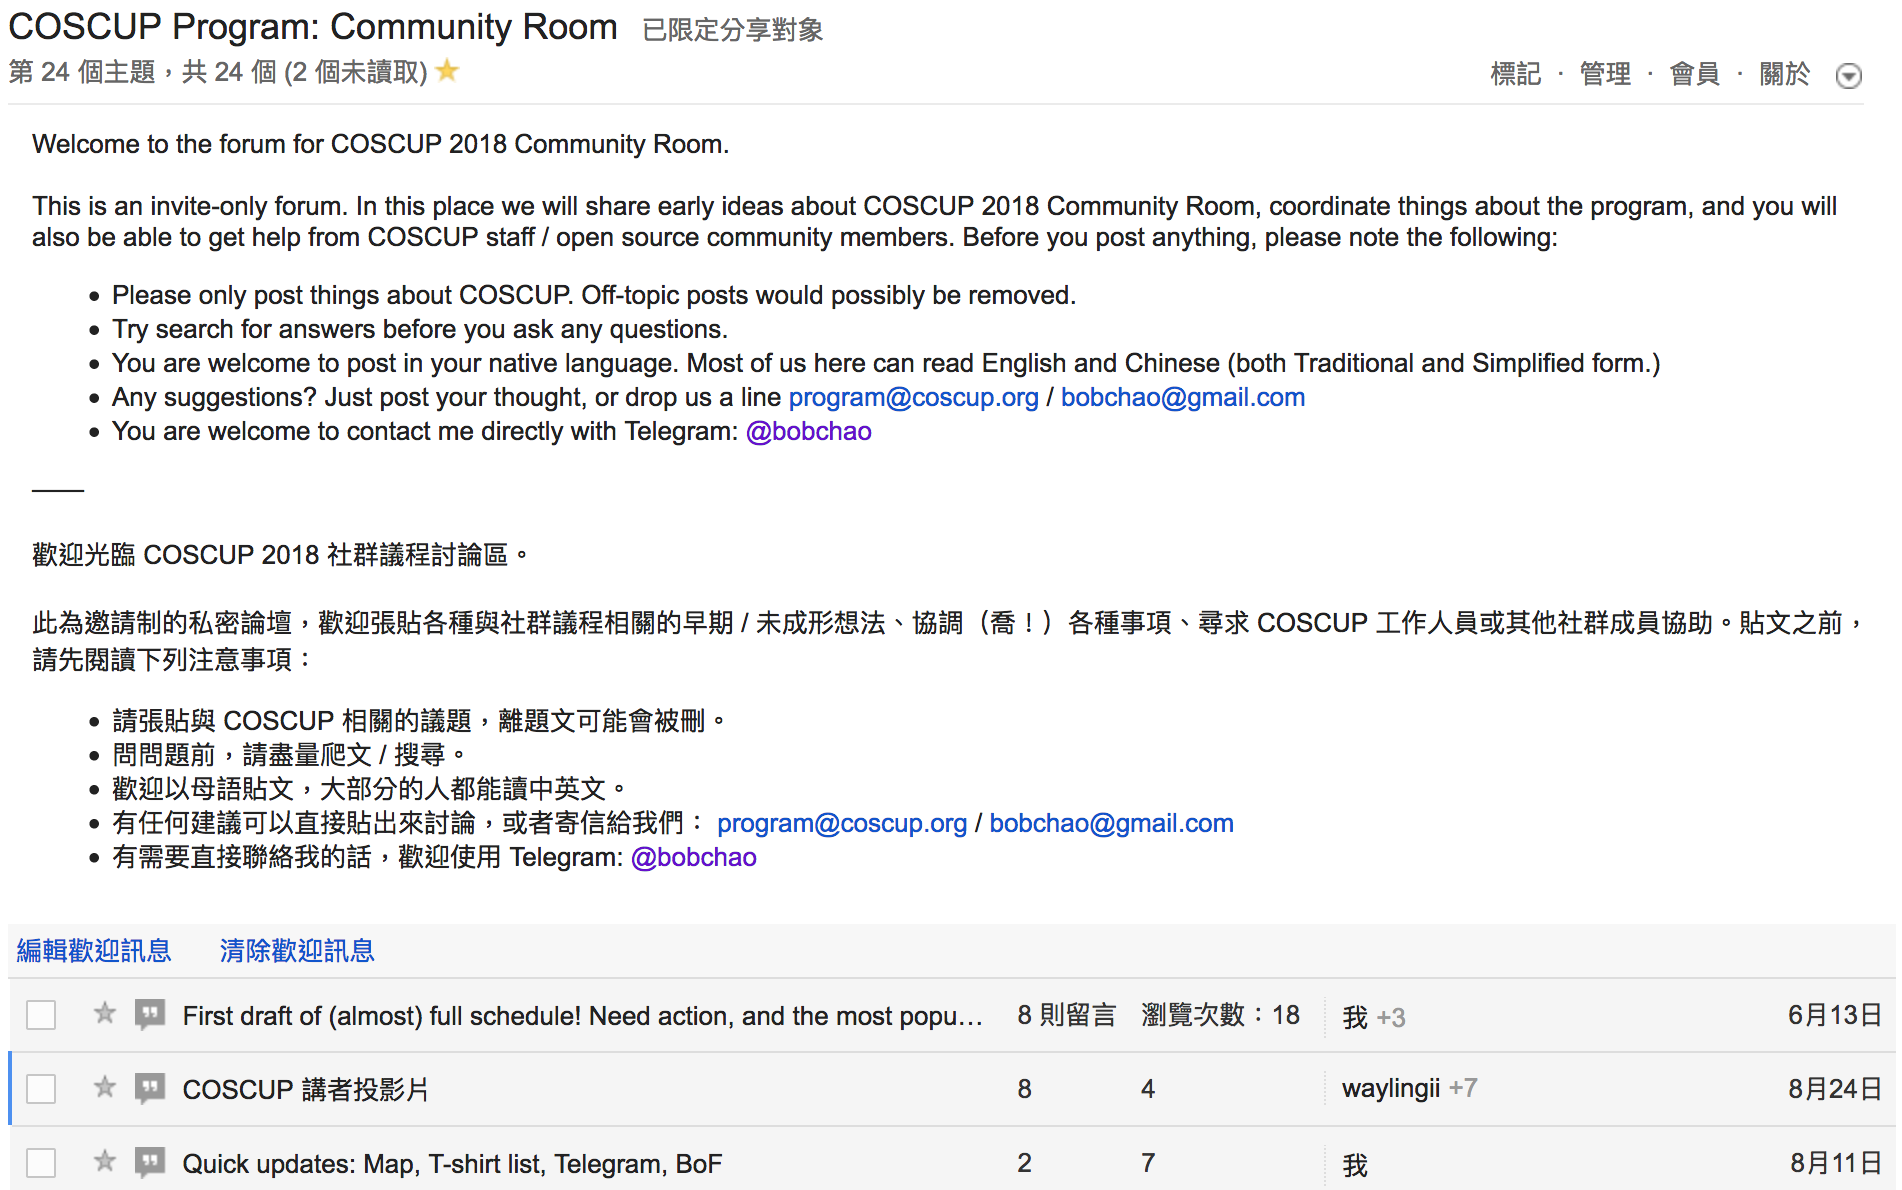 COSCUP Program: Community Room 已限定分享對象
第 24 個主題，共 24 個 (2 個未讀取)
標記 · 管理 · 會員 · 關於
Welcome to the forum for COSCUP 2018 Community Room.
This is an invite-only forum. In this place we will share early ideas about COSCUP 2018 Community Room, coordinate things about the program, and you will
also be able to get help from COSCUP staff / open source community members. Before you post anything, please note the following:
• Please only post things about COSCUP. Off-topic posts would possibly be removed.
• Try search for answers before you ask any questions.
• You are welcome to post in your native language. Most of us here can read English and Chinese (both Traditional and Simplified form.)
• Any suggestions? Just post your thought, or drop us a line program@coscup.org / bobchao@gmail.com
• You are welcome to contact me directly with Telegram: @bobchao
——
歡迎光臨 COSCUP 2018 社群議程討論區。
此為邀請制的私密論壇，歡迎張貼各種與社群議程相關的早期 / 未成形想法、協調（喬！）各種事項、尋求 COSCUP 工作人員或其他社群成員協助。貼文之前，
請先閱讀下列注意事項：
• 請張貼與 COSCUP 相關的議題，離題文可能會被刪。
• 問問題前，請盡量爬文 / 搜尋。
• 歡迎以母語貼文，大部分的人都能讀中英文。
• 有任何建議可以直接貼出來討論，或者寄信給我們： program@coscup.org / bobchao@gmail.com
• 有需要直接聯絡我的話，歡迎使用 Telegram: @bobchao
編輯歡迎訊息 清除歡迎訊息
First draft of (almost) full schedule! Need action, and the most popu… 8 則留言 瀏覽次數：18 我 +3 6月13日
COSCUP 講者投影片 8 4 waylingii +7 8月24日
Quick updates: Map, T-shirt list, Telegram, BoF 2 7 我 8月11日